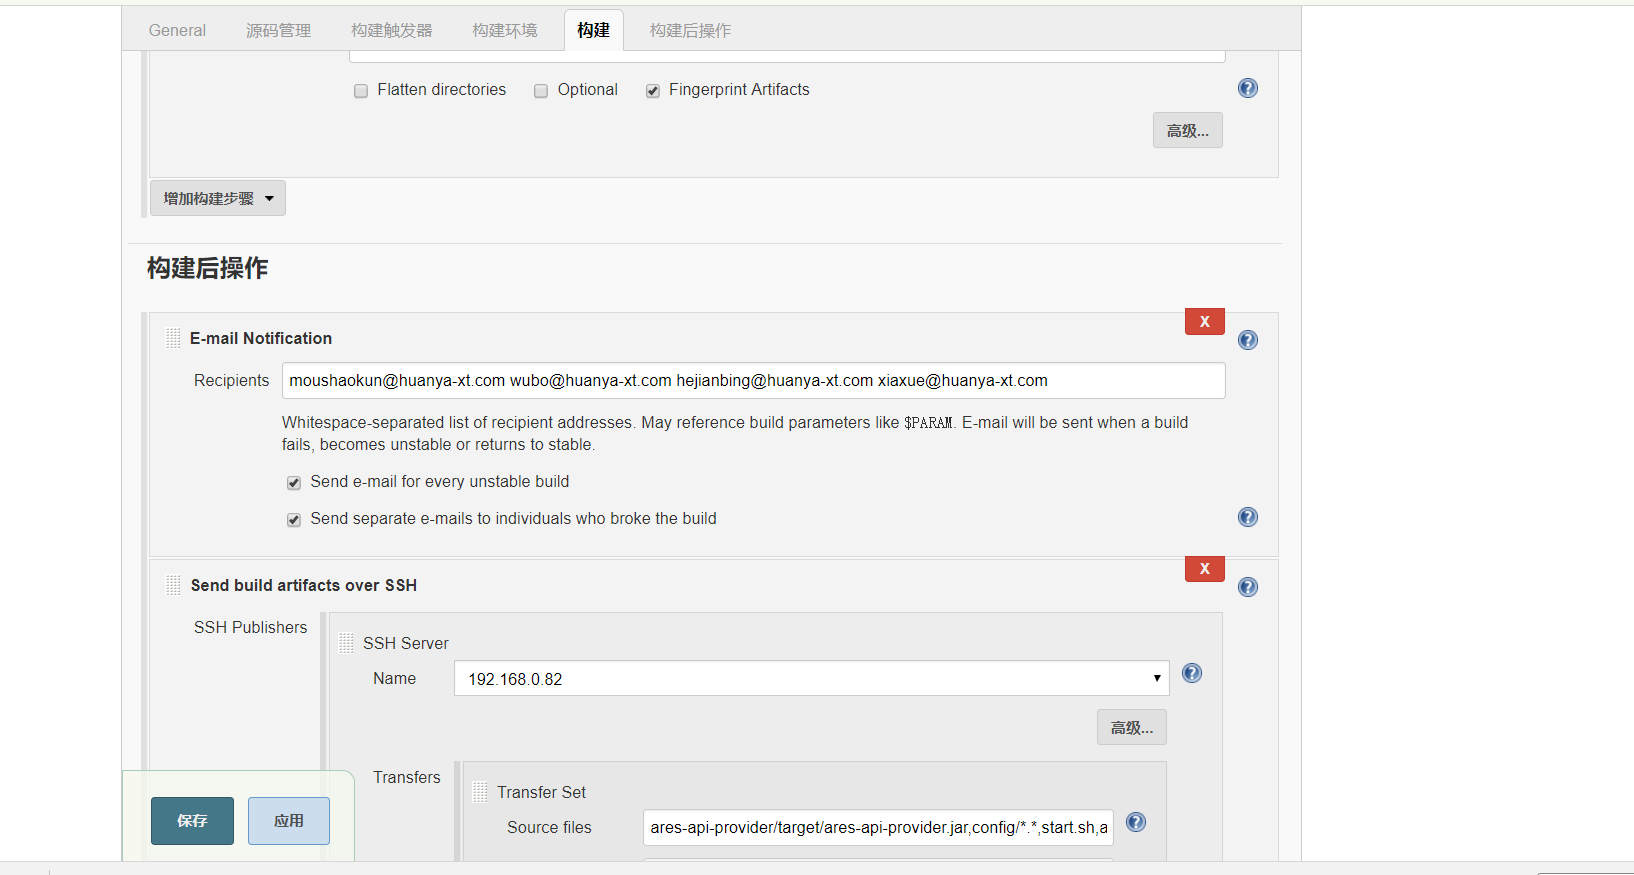 General 源码管理 构建触发器 构建环境 构建 构建后操作
Flatten directories Optional Fingerprint Artifacts
高级...
增加构建步骤
构建后操作
X
E-mail Notification
Recipients moushaokun@huanya-xt.com wubo@huanya-xt.com hejianbing@huanya-xt.com xiaxue@huanya-xt.com
Whitespace-separated list of recipient addresses. May reference build parameters like $PARAM. E-mail will be sent when a build
fails, becomes unstable or returns to stable.
Send e-mail for every unstable build
Send separate e-mails to individuals who broke the build
X
Send build artifacts over SSH
SSH Publishers
SSH Server
Name 192.168.0.82
高级...
Transfers
Transfer Set
Source files ares-api-provider/target/ares-api-provider.jar,config/*.*,start.sh,a
保存 应用